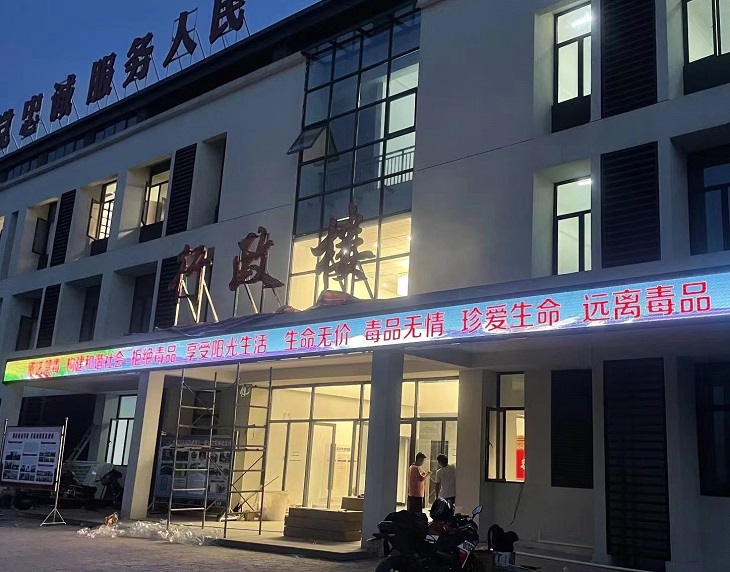 忠诚 服务人民
行政楼
构建和谐社会 拒绝毒品 享受阳光生活 生命无价 毒品无情 珍爱生命 远离毒品